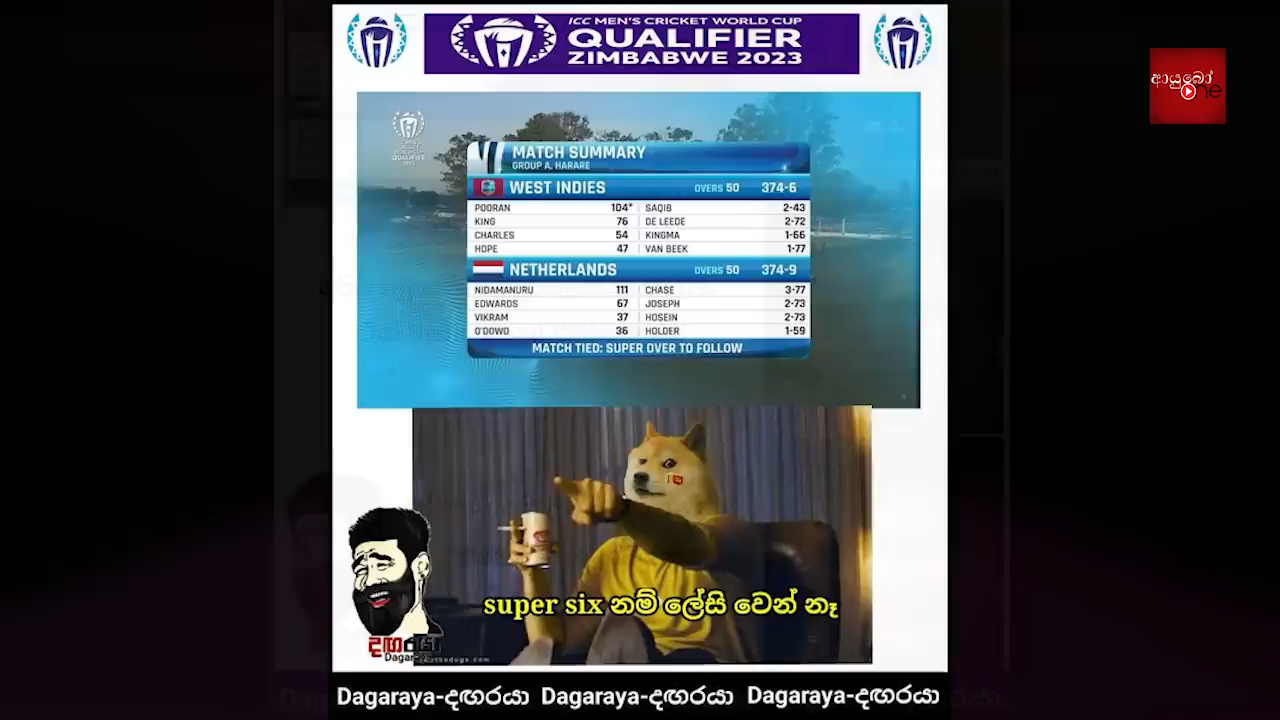 ICC MEN'S CRICKET WORLD CUP
QUALIFIER
ZIMBABWE 2023
ආයුබෝ
one
MATCH SUMMARY
GROUP A, HARARE
WEST INDIES OVERS 50 374-6
POORAN 104* SAQIB 2-43
KING 76 DE LEEDE 2-72
CHARLES 54 KINGMA 1-66
HOPE 47 VAN BEEK 1-77
NETHERLANDS OVERS 50 374-9
NIDAMANURU 111 CHASE 3-77
EDWARDS 67 JOSEPH 2-73
VIKRAM 37 HOSEIN 2-73
O'DOWD 36 HOLDER 1-59
MATCH TIED: SUPER OVER TO FOLLOW
super six නම් ලේසි වෙන් නෑ
දඟරයා
Dagaraya-දඟරයා Dagaraya-දඟරයා Dagaraya-දඟරයා